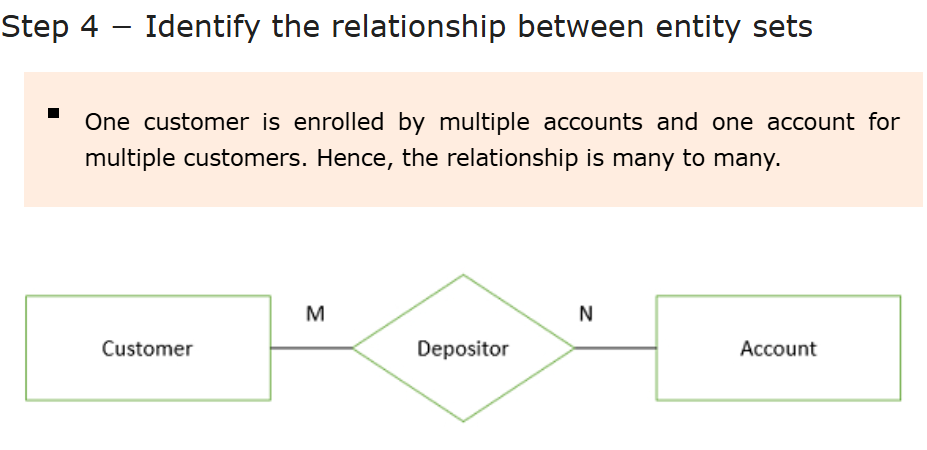 Step 4 − Identify the relationship between entity sets
▪ One customer is enrolled by multiple accounts and one account for
multiple customers. Hence, the relationship is many to many.
M
N
Customer
Depositor
Account